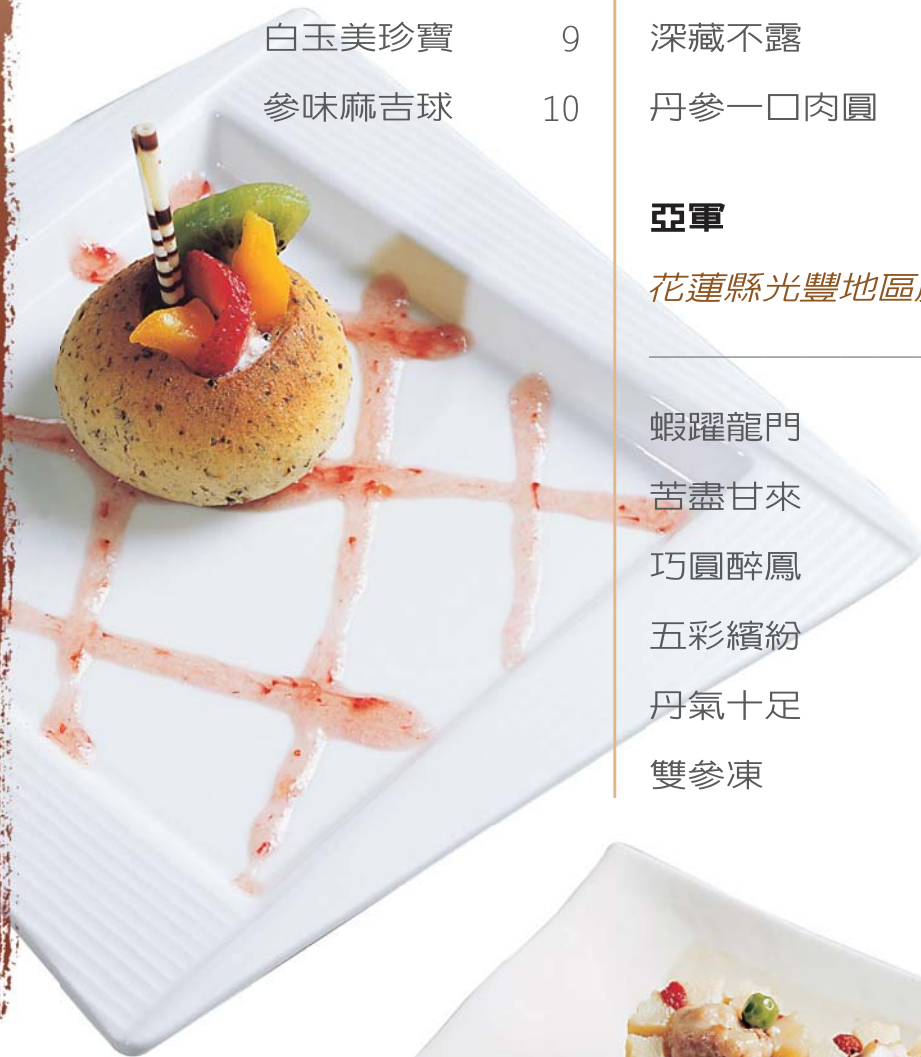 白玉美珍寶 9
參味麻吉球 10
深藏不露
丹參一口肉圓
亞軍
花蓮縣光豐地區
蝦躍龍門
苦盡甘來
巧圓醉鳳
五彩繽紛
丹氣十足
雙參凍